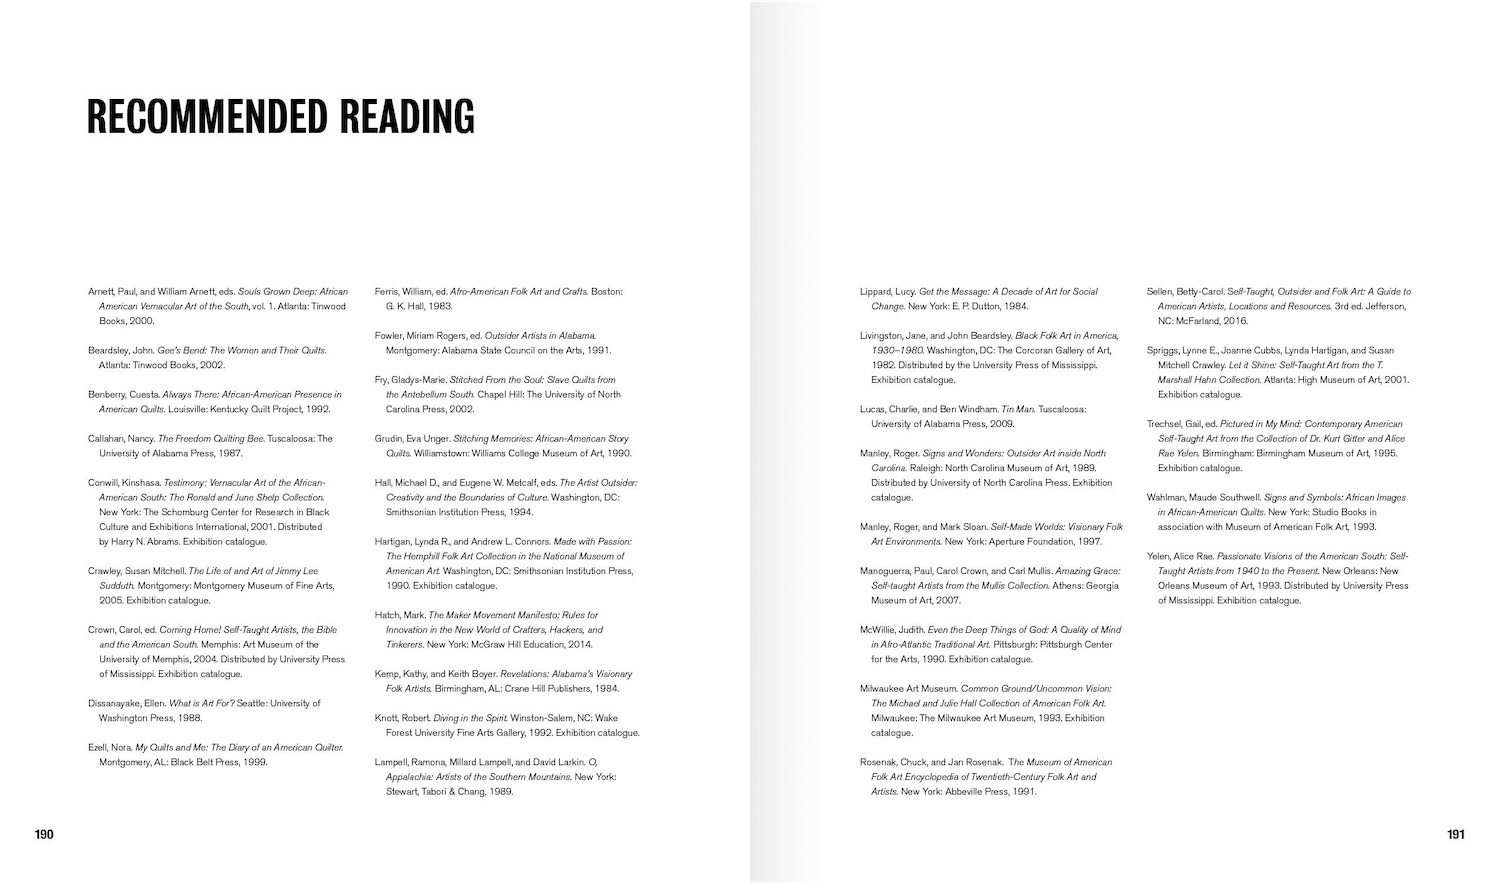 RECOMMENDED READING
Arnett, Paul, and William Arnett, eds. Souls Grown Deep: African
American Vernacular Art of the South, vol. 1. Atlanta: Tinwood
Books, 2000.
Beardsley, John. Gee's Bend: The Women and Their Quilts.
Atlanta: Tinwood Books, 2002.
Benberry, Cuesta. Always There: African-American Presence in
American Quilts. Louisville: Kentucky Quilt Project, 1992.
Callahan, Nancy. The Freedom Quilting Bee. Tuscaloosa: The
University of Alabama Press, 1987.
Conwill, Kinshasa. Testimony: Vernacular Art of the African-
American South: The Ronald and June Shelp Collection.
New York: The Schomburg Center for Research in Black
Culture and Exhibitions International, 2001. Distributed
by Harry N. Abrams. Exhibition catalogue.
Crawley, Susan Mitchell. The Life of and Art of Jimmy Lee
Sudduth. Montgomery: Montgomery Museum of Fine Arts,
2005. Exhibition catalogue.
Crown, Carol, ed. Coming Home! Self-Taught Artists, the Bible
and the American South. Memphis: Art Museum of the
University of Memphis, 2004. Distributed by University Press
of Mississippi. Exhibition catalogue.
Dissanayake, Ellen. What is Art For? Seattle: University of
Washington Press, 1988.
Ezell, Nora. My Quilts and Me: The Diary of an American Quilter.
Montgomery, AL: Black Belt Press, 1999.
Ferris, William, ed. Afro-American Folk Art and Crafts. Boston:
G. K. Hall, 1983.
Fowler, Miriam Rogers, ed. Outsider Artists in Alabama.
Montgomery: Alabama State Council on the Arts, 1991.
Fry, Gladys-Marie. Stitched From the Soul: Slave Quilts from
the Antebellum South. Chapel Hill: The University of North
Carolina Press, 2002.
Grudin, Eva Unger. Stitching Memories: African-American Story
Quilts. Williamstown: Williams College Museum of Art, 1990.
Hall, Michael D., and Eugene W. Metcalf, eds. The Artist Outsider:
Creativity and the Boundaries of Culture. Washington, DC:
Smithsonian Institution Press, 1994.
Hartigan, Lynda R., and Andrew L. Connors. Made with Passion:
The Hemphill Folk Art Collection in the National Museum of
American Art. Washington, DC: Smithsonian Institution Press,
1990. Exhibition catalogue.
Hatch, Mark. The Maker Movement Manifesto: Rules for
Innovation in the New World of Crafters, Hackers, and
Tinkerers. New York: McGraw Hill Education, 2014.
Kemp, Kathy, and Keith Boyer. Revelations: Alabama's Visionary
Folk Artists. Birmingham, AL: Crane Hill Publishers, 1984.
Knott, Robert. Diving in the Spirit. Winston-Salem, NC: Wake
Forest University Fine Arts Gallery, 1992. Exhibition catalogue.
Lampell, Ramona, Millard Lampell, and David Larkin. O,
Appalachia: Artists of the Southern Mountains. New York:
Stewart, Tabori & Chang, 1989.
190
Lippard, Lucy. Get the Message: A Decade of Art for Social
Change. New York: E. P. Dutton, 1984.
Livingston, Jane, and John Beardsley. Black Folk Art in America,
1930–1980. Washington, DC: The Corcoran Gallery of Art,
1982. Distributed by the University Press of Mississippi.
Exhibition catalogue.
Lucas, Charlie, and Ben Windham. Tin Man. Tuscaloosa:
University of Alabama Press, 2009.
Manley, Roger. Signs and Wonders: Outsider Art inside North
Carolina. Raleigh: North Carolina Museum of Art, 1989.
Distributed by University of North Carolina Press. Exhibition
catalogue.
Manley, Roger, and Mark Sloan. Self-Made Worlds: Visionary Folk
Art Environments. New York: Aperture Foundation, 1997.
Manoguerra, Paul, Carol Crown, and Carl Mullis. Amazing Grace:
Self-taught Artists from the Mullis Collection. Athens: Georgia
Museum of Art, 2007.
McWillie, Judith. Even the Deep Things of God: A Quality of Mind
in Afro-Atlantic Traditional Art. Pittsburgh: Pittsburgh Center
for the Arts, 1990. Exhibition catalogue.
Milwaukee Art Museum. Common Ground/Uncommon Vision:
The Michael and Julie Hall Collection of American Folk Art.
Milwaukee: The Milwaukee Art Museum, 1993. Exhibition
catalogue.
Rosenak, Chuck, and Jan Rosenak. The Museum of American
Folk Art Encyclopedia of Twentieth-Century Folk Art and
Artists. New York: Abbeville Press, 1991.
Sellen, Betty-Carol. Self-Taught, Outsider and Folk Art: A Guide to
American Artists, Locations and Resources. 3rd ed. Jefferson,
NC: McFarland, 2016.
Spriggs, Lynne E., Joanne Cubbs, Lynda Hartigan, and Susan
Mitchell Crawley. Let it Shine: Self-Taught Art from the T.
Marshall Hahn Collection. Atlanta: High Museum of Art, 2001.
Exhibition catalogue.
Trechsel, Gail, ed. Pictured in My Mind: Contemporary American
Self-Taught Art from the Collection of Dr. Kurt Gitter and Alice
Rae Yelen. Birmingham: Birmingham Museum of Art, 1995.
Exhibition catalogue.
Wahlman, Maude Southwell. Signs and Symbols: African Images
in African-American Quilts. New York: Studio Books in
association with Museum of American Folk Art, 1993.
Yelen, Alice Rae. Passionate Visions of the American South: Self-
Taught Artists from 1940 to the Present. New Orleans: New
Orleans Museum of Art, 1993. Distributed by University Press
of Mississippi. Exhibition catalogue.
191